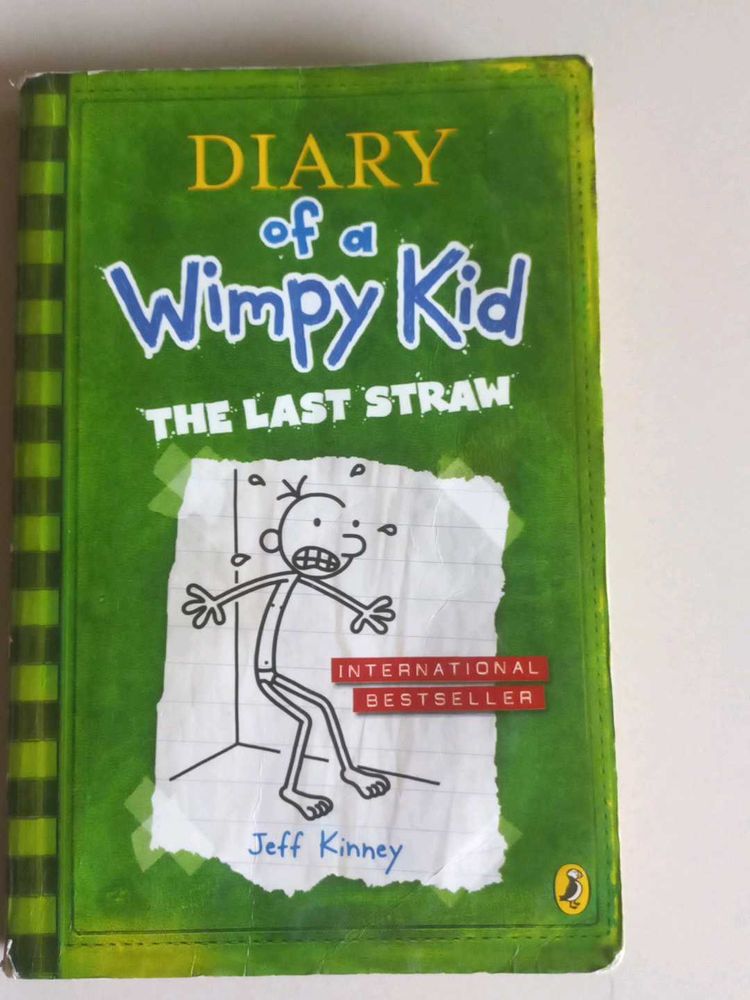 DIARY
of a
Wimpy Kid
THE LAST STRAW
INTERNATIONAL
BESTSELLER
Jeff Kinney